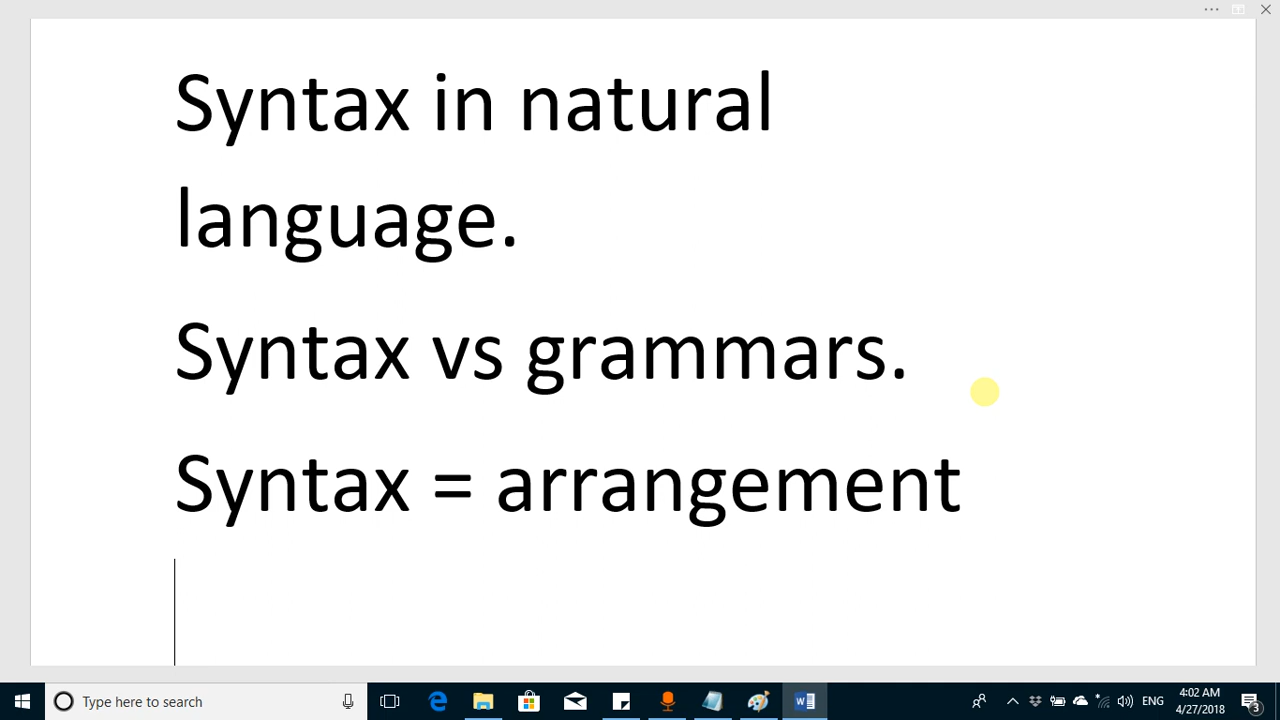 Syntax in natural
language.
Syntax vs grammars.
Syntax = arrangement
Type here to search
ENG
4:02 AM
4/27/2018
3